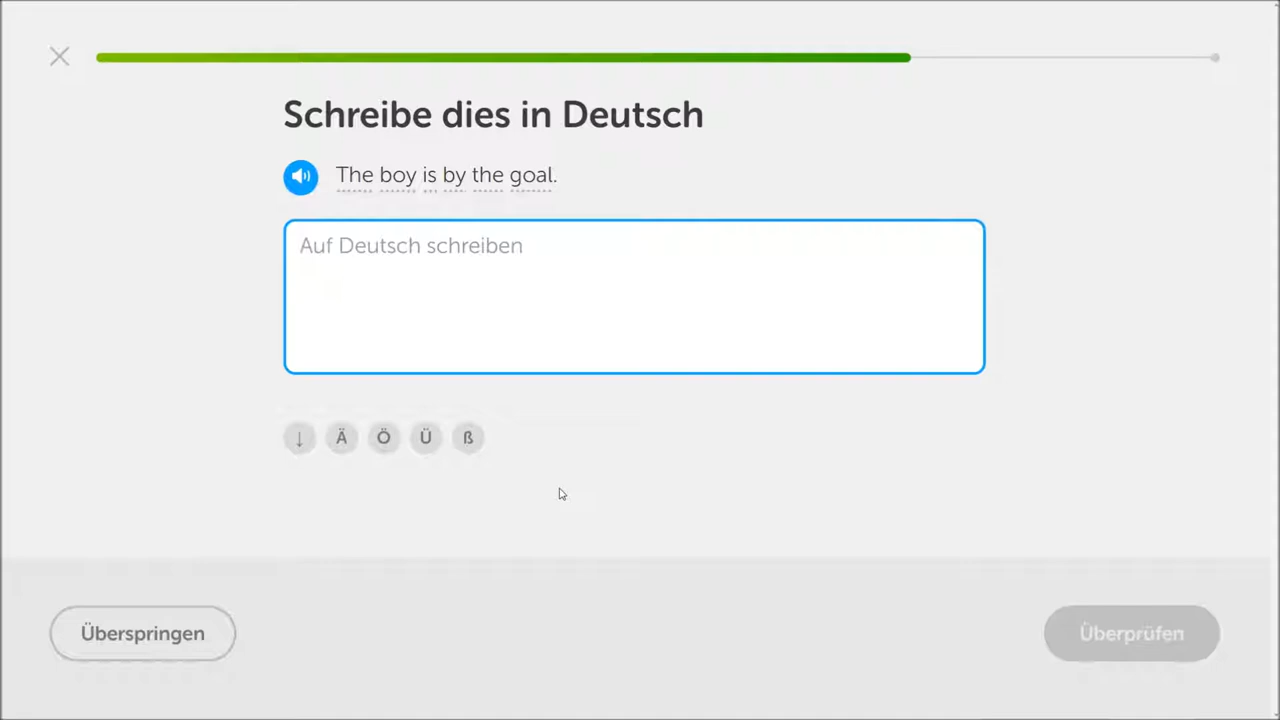 Schreibe dies in Deutsch
The boy is by the goal.
Auf Deutsch schreiben
↓ Ä Ö Ü ß
Überspringen
Überprüfen